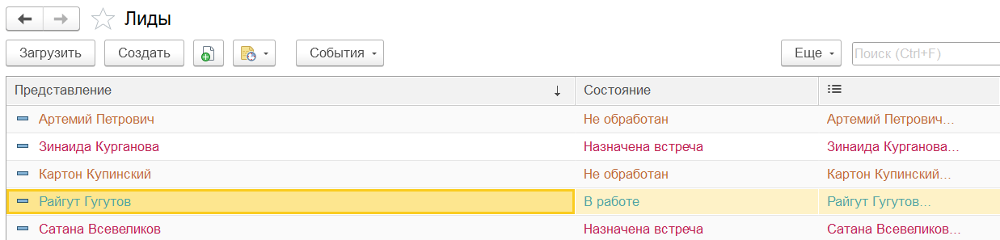 Лиды
Загрузить Создать События Еще Поиск (Ctrl+F)
Представление Состояние
Артемий Петрович Не обработан Артемий Петрович...
Зинаида Курганова Назначена встреча Зинаида Курганова...
Картон Купинский Не обработан Картон Купинский...
Райгут Гугутов В работе Райгут Гугутов...
Сатана Всевеликов Назначена встреча Сатана Всевеликов...